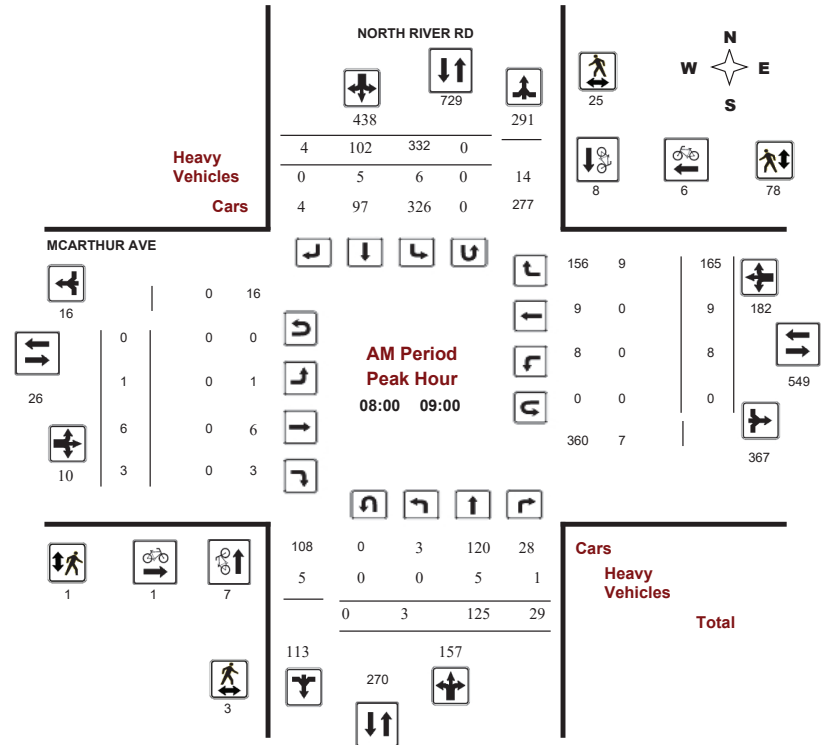 NORTH RIVER RD
N
W E
S
729
25
438 291
4 102 332 0
Heavy
Vehicles
0 5 6 0 14
Cars
4 97 326 0 277
8 6 78
MCARTHUR AVE
16
0 16
156 9 165
182
0 0 0
9 0 9
26
1 0 1
8 0 8
549
AM Period
Peak Hour
08:00 09:00
0 0 0
6 0 6
360 7
367
10
3 0 3
108 0 3 120 28
Cars
5 0 0 5 1
Heavy
Vehicles
1 1 7
0 3 125 29
Total
113 157
270
3